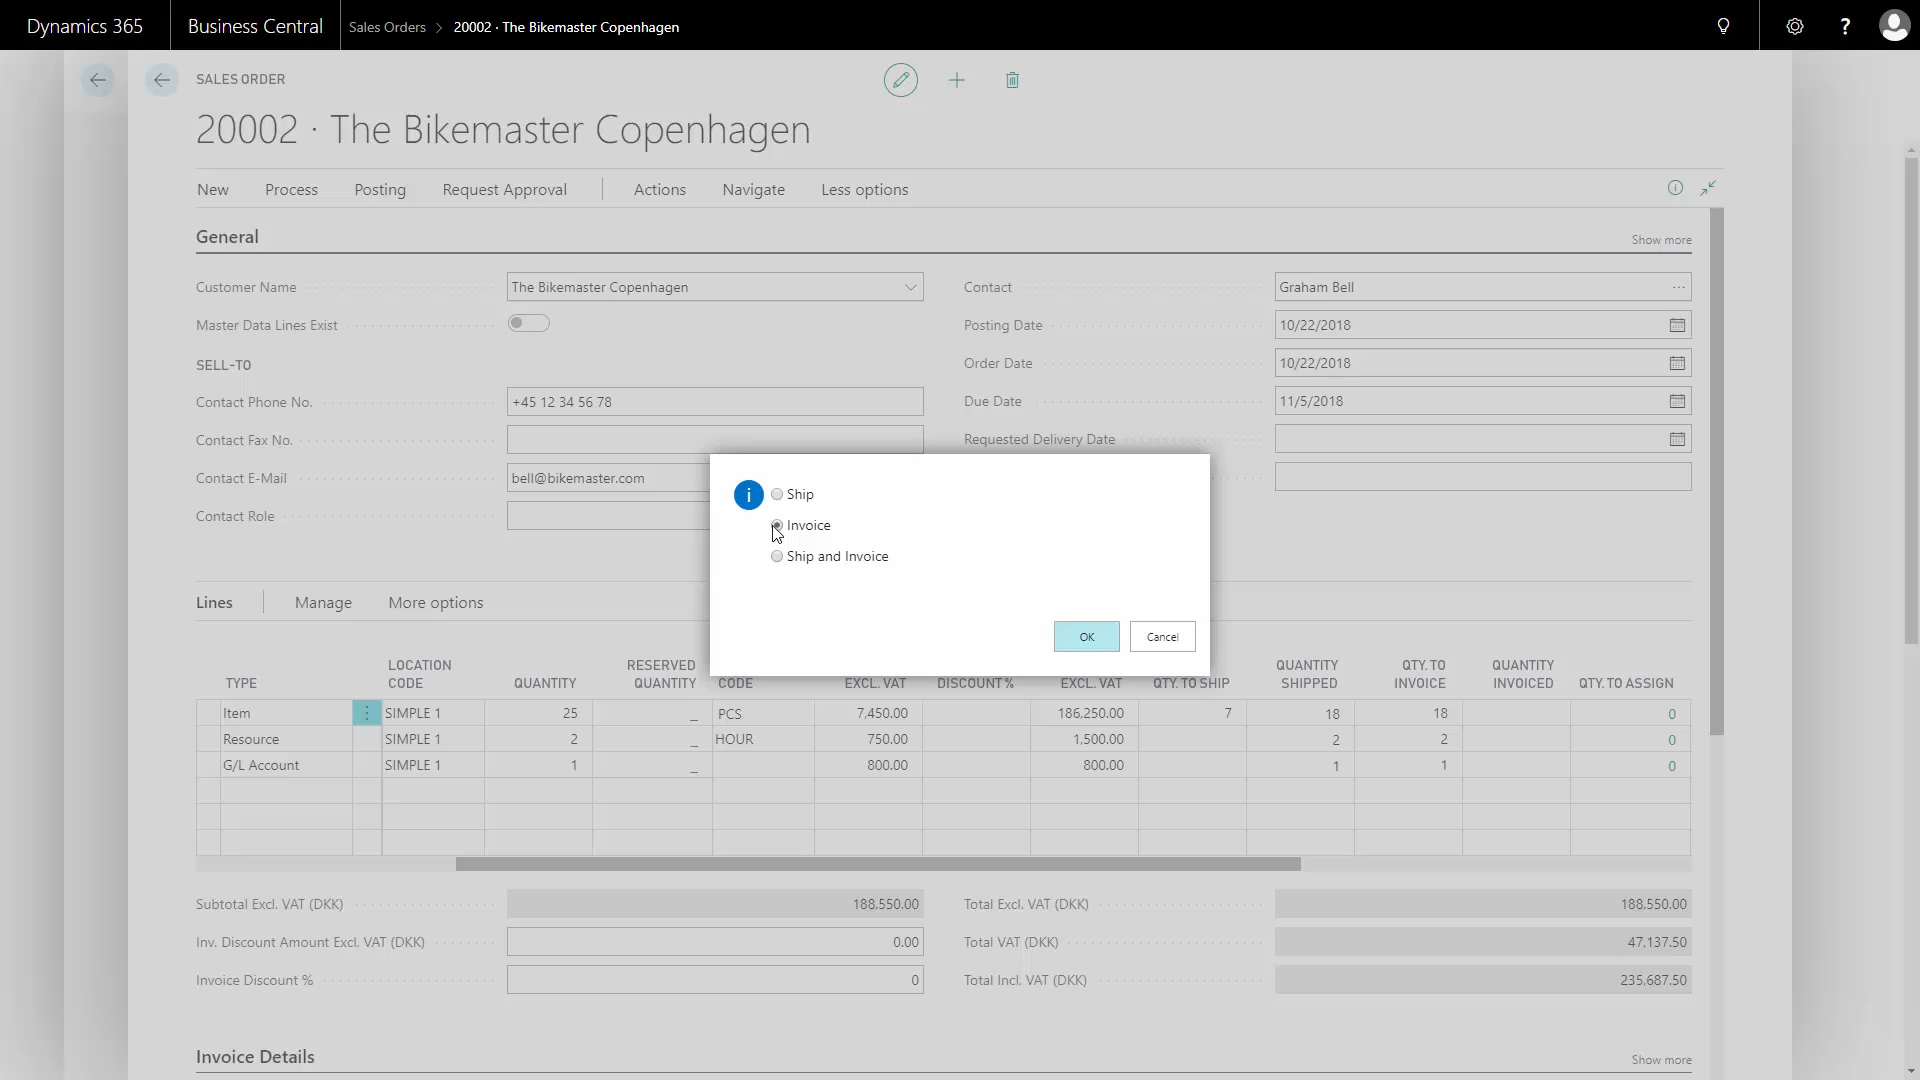 Dynamics 365
Business Central
Sales Orders > 20002 · The Bikemaster Copenhagen
?
SALES ORDER
20002 · The Bikemaster Copenhagen
New Process Posting Request Approval Actions Navigate Less options
General
Show more
Customer Name The Bikemaster Copenhagen
Contact Graham Bell ...
Master Data Lines Exist
Posting Date 10/22/2018
SELL-TO
Order Date 10/22/2018
Contact Phone No. +45 12 34 56 78
Due Date 11/5/2018
Contact Fax No.
Requested Delivery Date
Contact E-Mail bell@bikemaster.com
Contact Role
i Ship
Invoice
Ship and Invoice
OK Cancel
Lines Manage More options
TYPE LOCATION CODE QUANTITY RESERVED QUANTITY CODE EXCL. VAT DISCOUNT % EXCL. VAT QTY. TO SHIP QUANTITY SHIPPED QTY. TO INVOICE QUANTITY INVOICED QTY. TO ASSIGN
Item SIMPLE 1 25 _ PCS 7,450.00 186,250.00 7 18 18 0
Resource SIMPLE 1 2 _ HOUR 750.00 1,500.00 2 2 0
G/L Account SIMPLE 1 1 _ 800.00 800.00 1 1 0
Subtotal Excl. VAT (DKK) 188,550.00
Total Excl. VAT (DKK) 188,550.00
Inv. Discount Amount Excl. VAT (DKK) 0.00
Total VAT (DKK) 47,137.50
Invoice Discount % 0
Total Incl. VAT (DKK) 235,687.50
Invoice Details
Show more